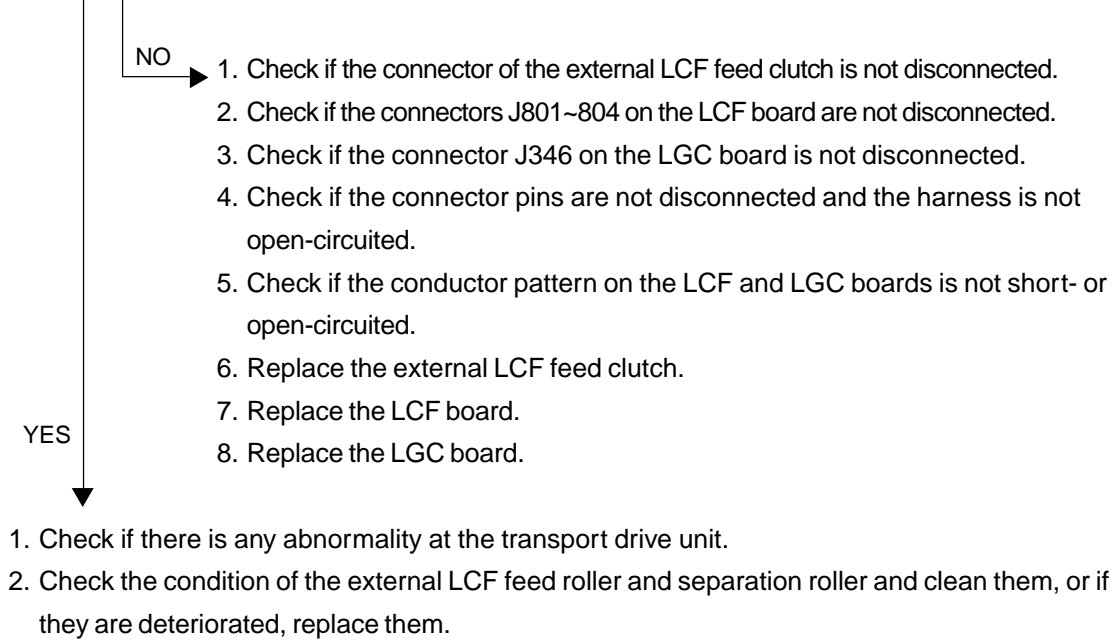 NO
1. Check if the connector of the external LCF feed clutch is not disconnected.
2. Check if the connectors J801~804 on the LCF board are not disconnected.
3. Check if the connector J346 on the LGC board is not disconnected.
4. Check if the connector pins are not disconnected and the harness is not
open-circuited.
5. Check if the conductor pattern on the LCF and LGC boards is not short- or
open-circuited.
6. Replace the external LCF feed clutch.
7. Replace the LCF board.
8. Replace the LGC board.
YES
1. Check if there is any abnormality at the transport drive unit.
2. Check the condition of the external LCF feed roller and separation roller and clean them, or if
they are deteriorated, replace them.